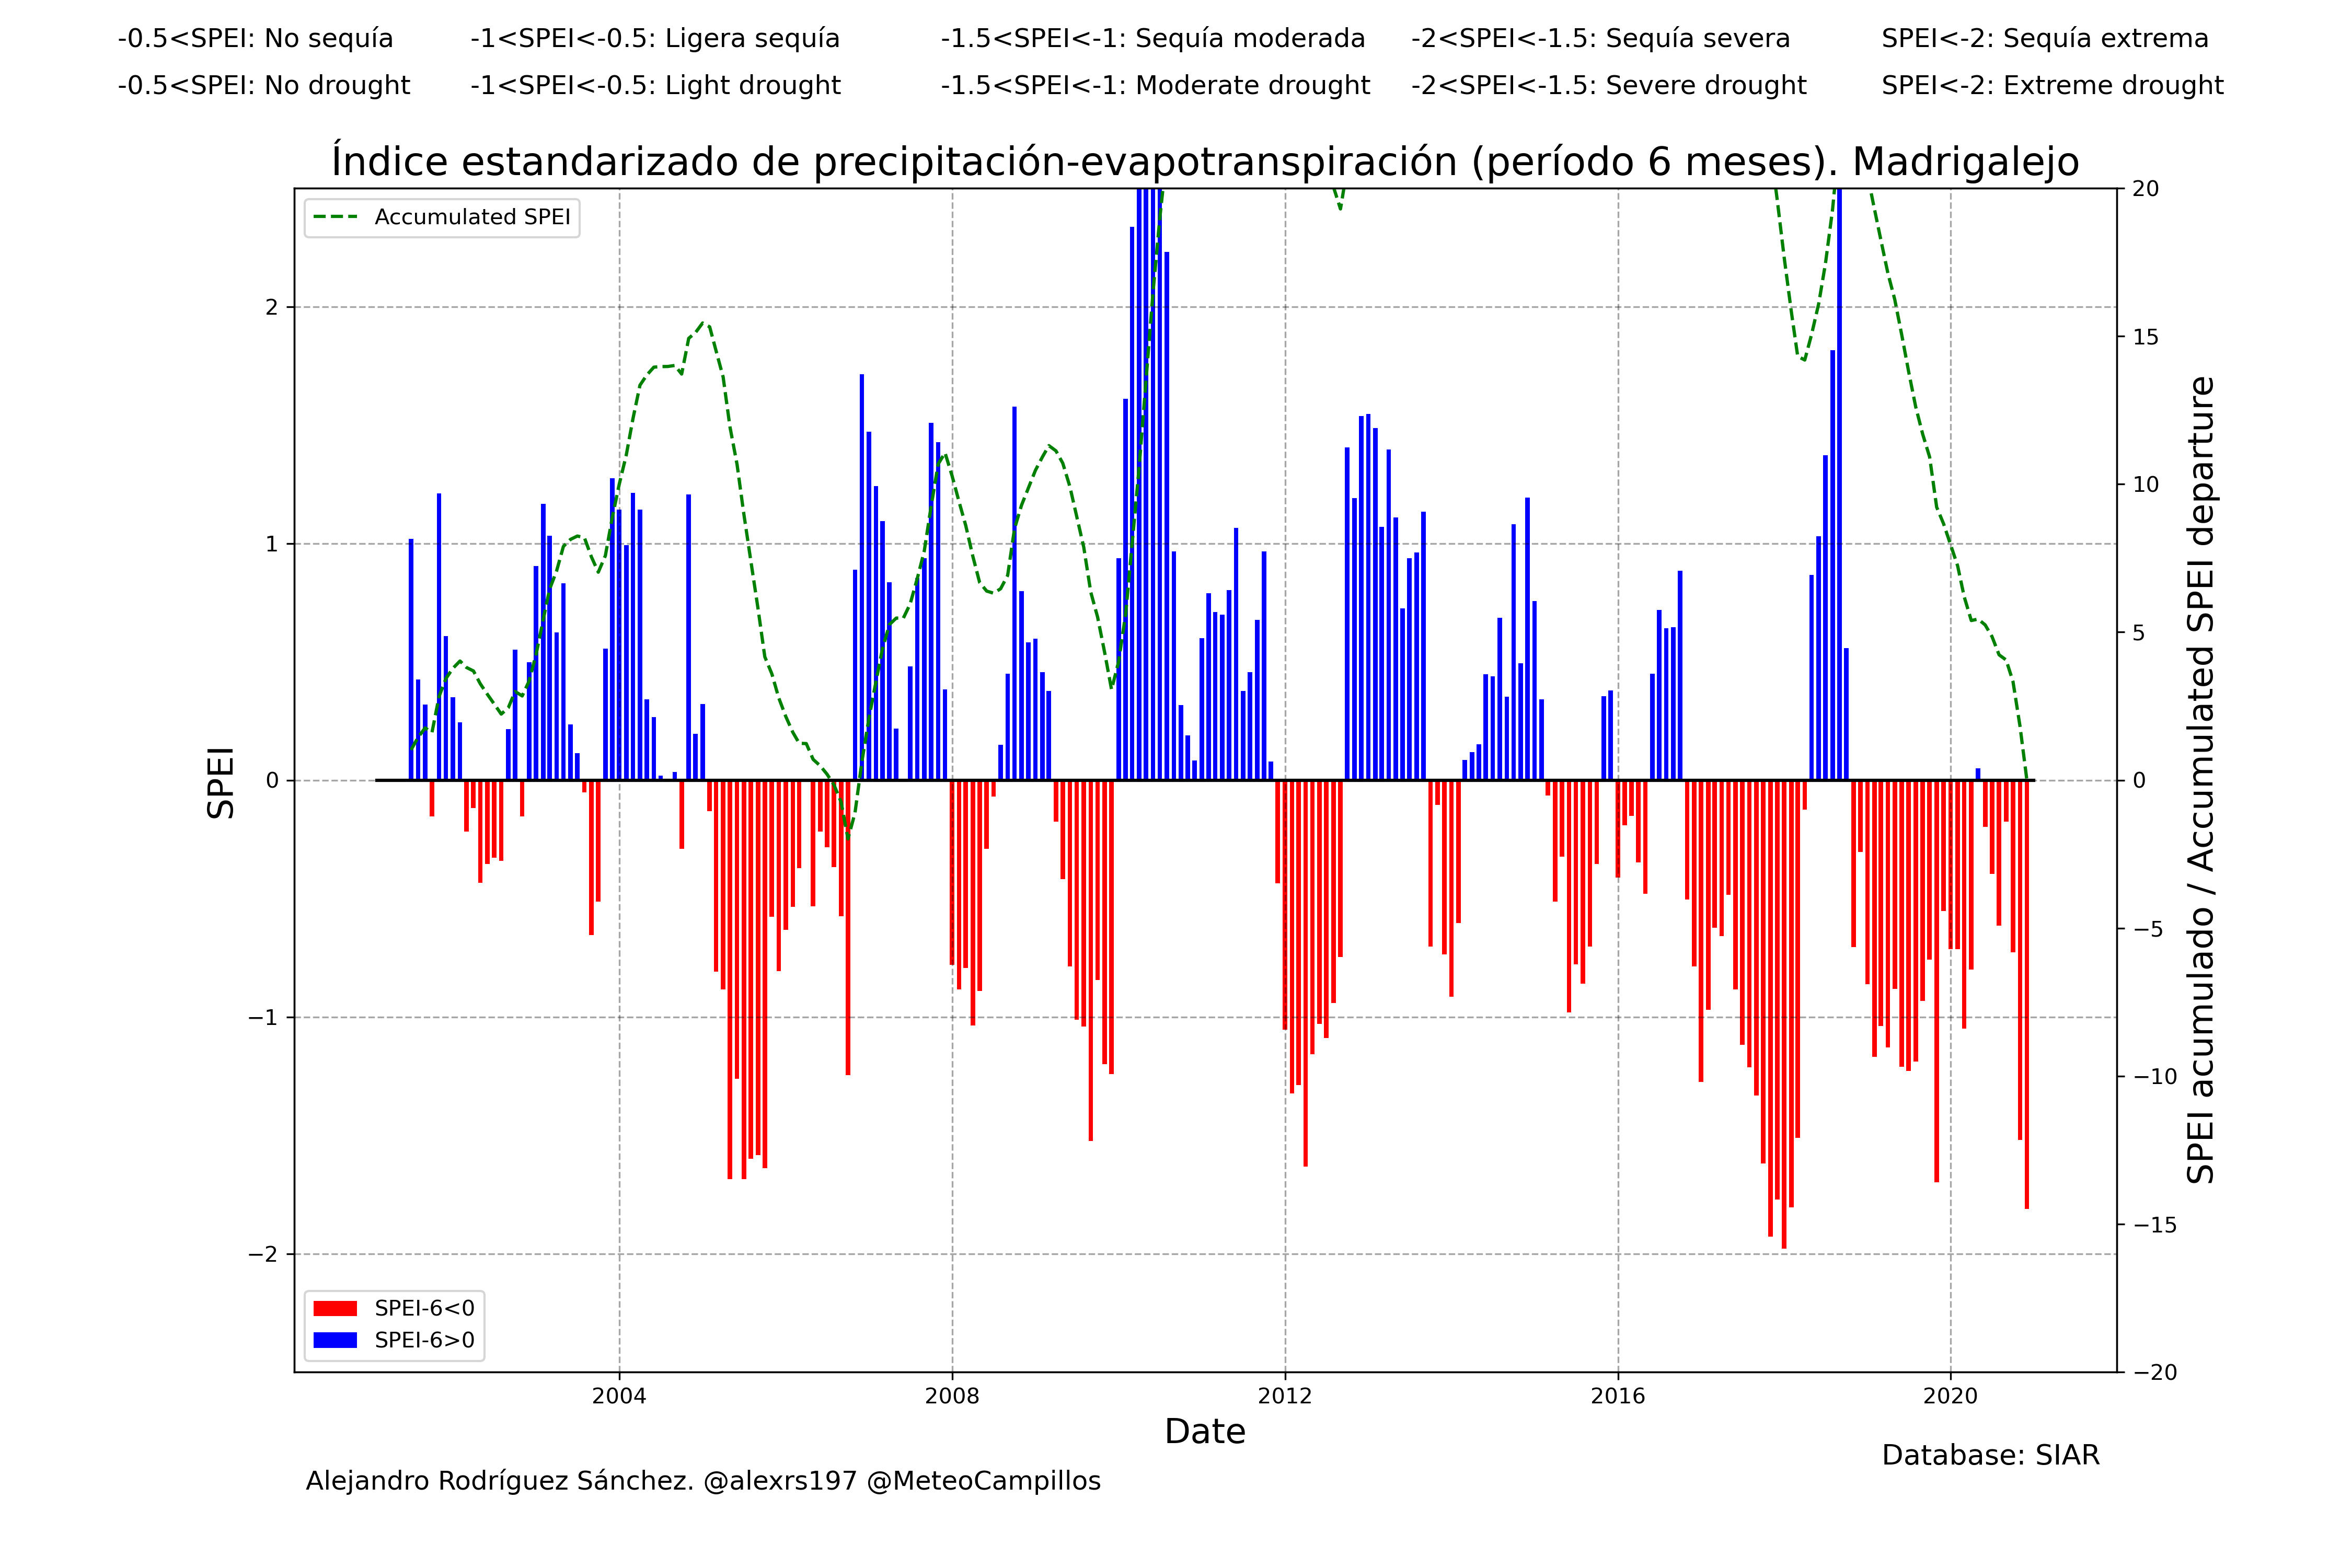 -0.5<SPEI: No sequía -1<SPEI<-0.5: Ligera sequía -1.5<SPEI<-1: Sequía moderada -2<SPEI<-1.5: Sequía severa SPEI<-2: Sequía extrema
-0.5<SPEI: No drought -1<SPEI<-0.5: Light drought -1.5<SPEI<-1: Moderate drought -2<SPEI<-1.5: Severe drought SPEI<-2: Extreme drought
Índice estandarizado de precipitación-evapotranspiración (período 6 meses). Madrigalejo
Accumulated SPEI
SPEI
2
1
0
−1
−2
20
15
10
5
0
−5
−10
−15
−20
SPEI acumulado / Accumulated SPEI departure
SPEI-6<0
SPEI-6>0
2004 2008 2012 2016 2020
Date
Database: SIAR
Alejandro Rodríguez Sánchez. @alexrs197 @MeteoCampillos